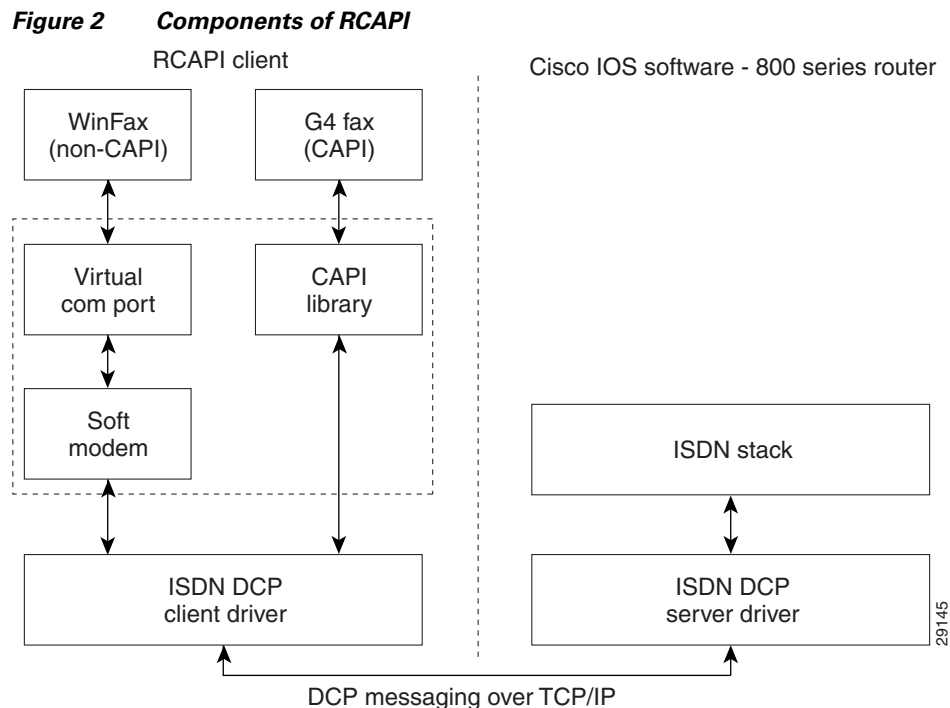 Figure 2 Components of RCAPI
RCAPI client
Cisco IOS software - 800 series router
WinFax
(non-CAPI)
G4 fax
(CAPI)
Virtual
com port
CAPI
library
Soft
modem
ISDN stack
ISDN DCP
client driver
ISDN DCP
server driver
29145
DCP messaging over TCP/IP